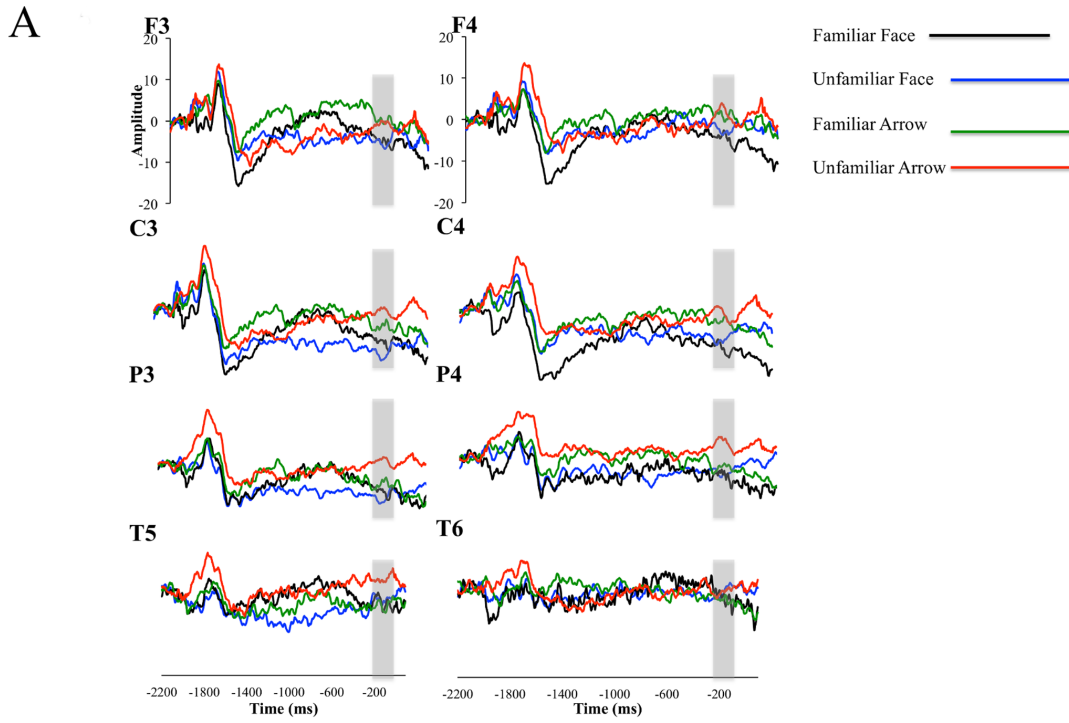 A
F3
F4
20
10
0
-10
-20
Amplitude
20
10
0
-10
-20
Familiar Face
Unfamiliar Face
Familiar Arrow
Unfamiliar Arrow
C3
C4
P3
P4
T5
T6
-2200 -1800 -1400 -1000 -600 -200
Time (ms)
-2200 -1800 -1400 -1000 -600 -200
Time (ms)